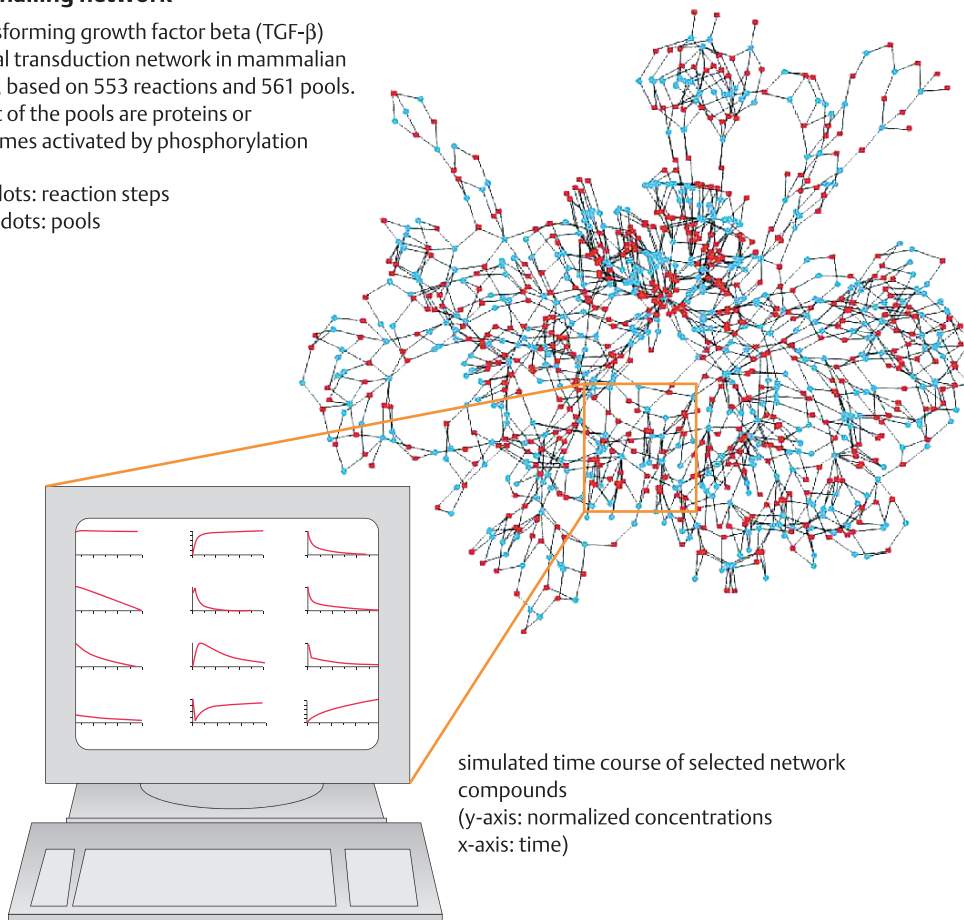 nalling network
sforming growth factor beta (TGF-β)
al transduction network in mammalian
, based on 553 reactions and 561 pools.
t of the pools are proteins or
mes activated by phosphorylation
lots: reaction steps
dots: pools
simulated time course of selected network
compounds
(y-axis: normalized concentrations
x-axis: time)